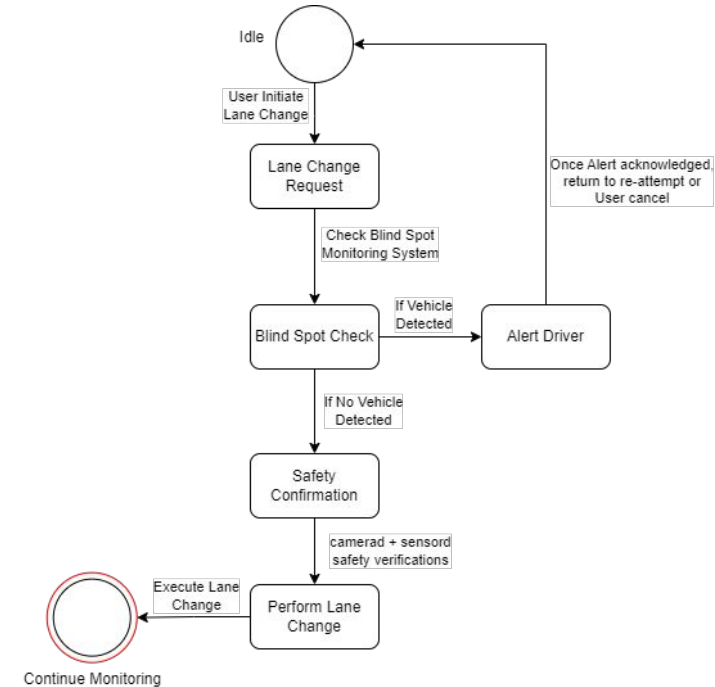 Idle
User Initiate
Lane Change
Lane Change
Request
Once Alert acknowledged,
return to re-attempt or
User cancel
Check Blind Spot
Monitoring System
If Vehicle
Detected
Blind Spot Check
Alert Driver
If No Vehicle
Detected
Safety
Confirmation
camerad + sensord
safety verifications
Execute Lane
Change
Perform Lane
Change
Continue Monitoring